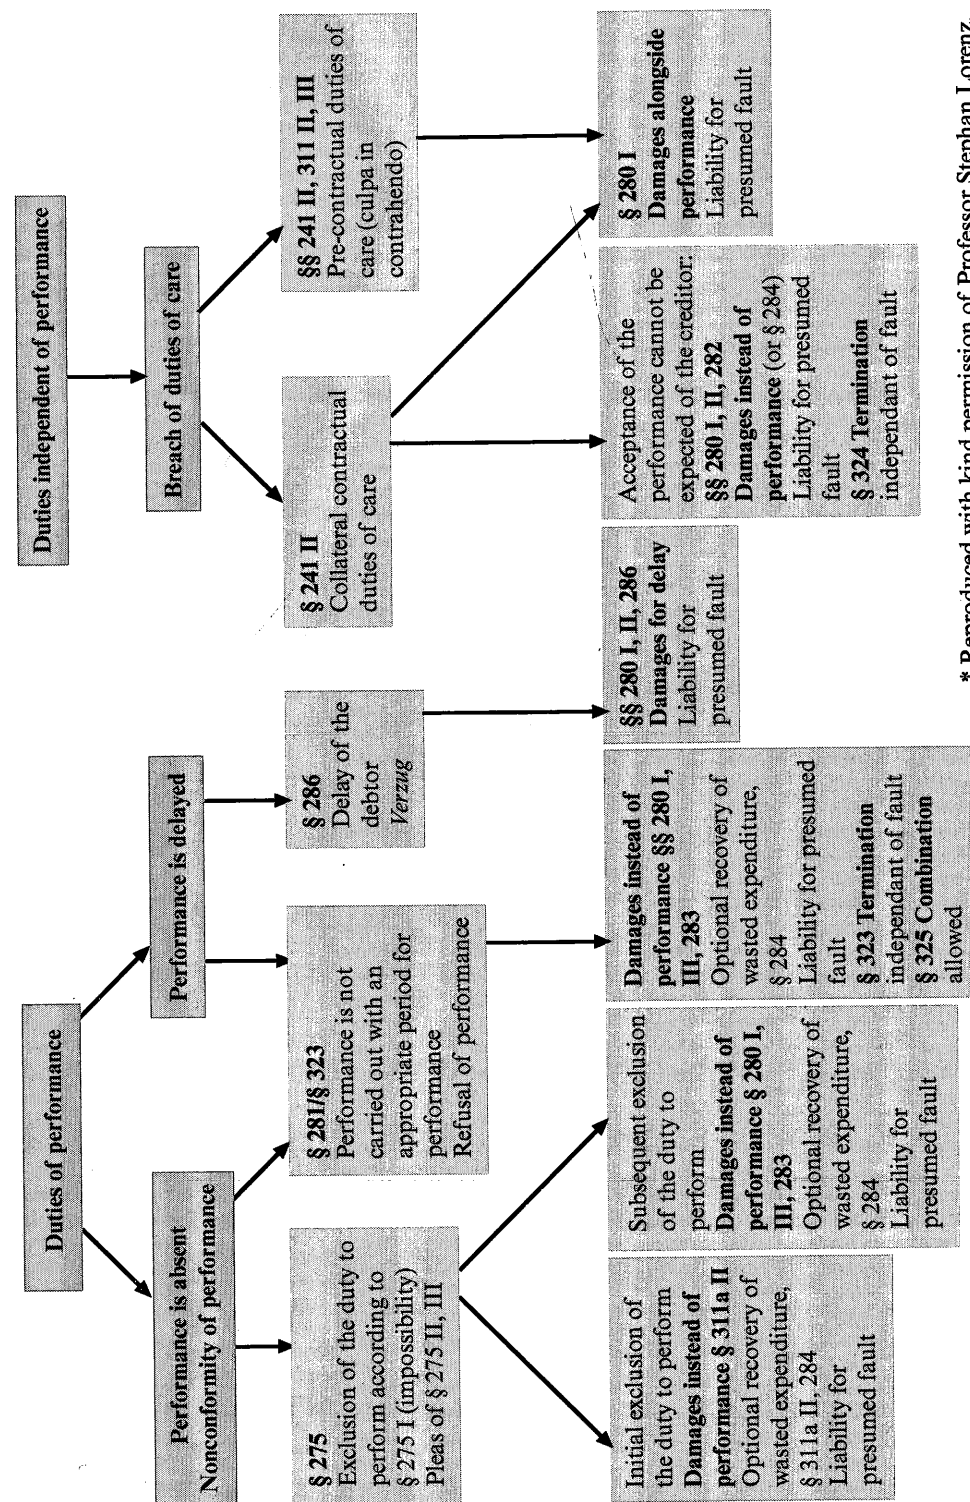 Duties of performance
Duties independent of performance
Performance is absent
Nonconformity of performance
Performance is delayed
Breach of duties of care
§ 275
Exclusion of the duty to
perform according to
§ 275 I (impossibility)
Pleas of § 275 II, III
§ 281/§ 323
Performance is not
carried out with an
appropriate period for
performance
Refusal of performance
§ 286
Delay of the
debtor
Verzug
§ 241 II
Collateral contractual
duties of care
§§ 241 II, 311 II, III
Pre-contractual duties of
care (culpa in
contrahendo)
Initial exclusion of
the duty to perform
Damages instead of
performance § 311a II
Optional recovery of
wasted expenditure,
§ 311a II, 284
Liability for
presumed fault
Subsequent exclusion
of the duty to
perform
Damages instead of
performance § 280 I,
III, 283
Optional recovery of
wasted expenditure,
§ 284
Liability for
presumed fault
Damages instead of
performance §§ 280 I,
III, 283
Optional recovery of
wasted expenditure,
§ 284
Liability for presumed
fault
§ 323 Termination
independant of fault
§ 325 Combination
allowed
§§ 280 I, II, 286
Damages for delay
Liability for
presumed fault
Acceptance of the
performance cannot be
expected of the creditor:
§§ 280 I, II, 282
Damages instead of
performance (or § 284)
Liability for presumed
fault
§ 324 Termination
independant of fault
§ 280 I
Damages alongside
performance
Liability for
presumed fault
* Reproduced with kind permission of Professor Stephan Lorenz.